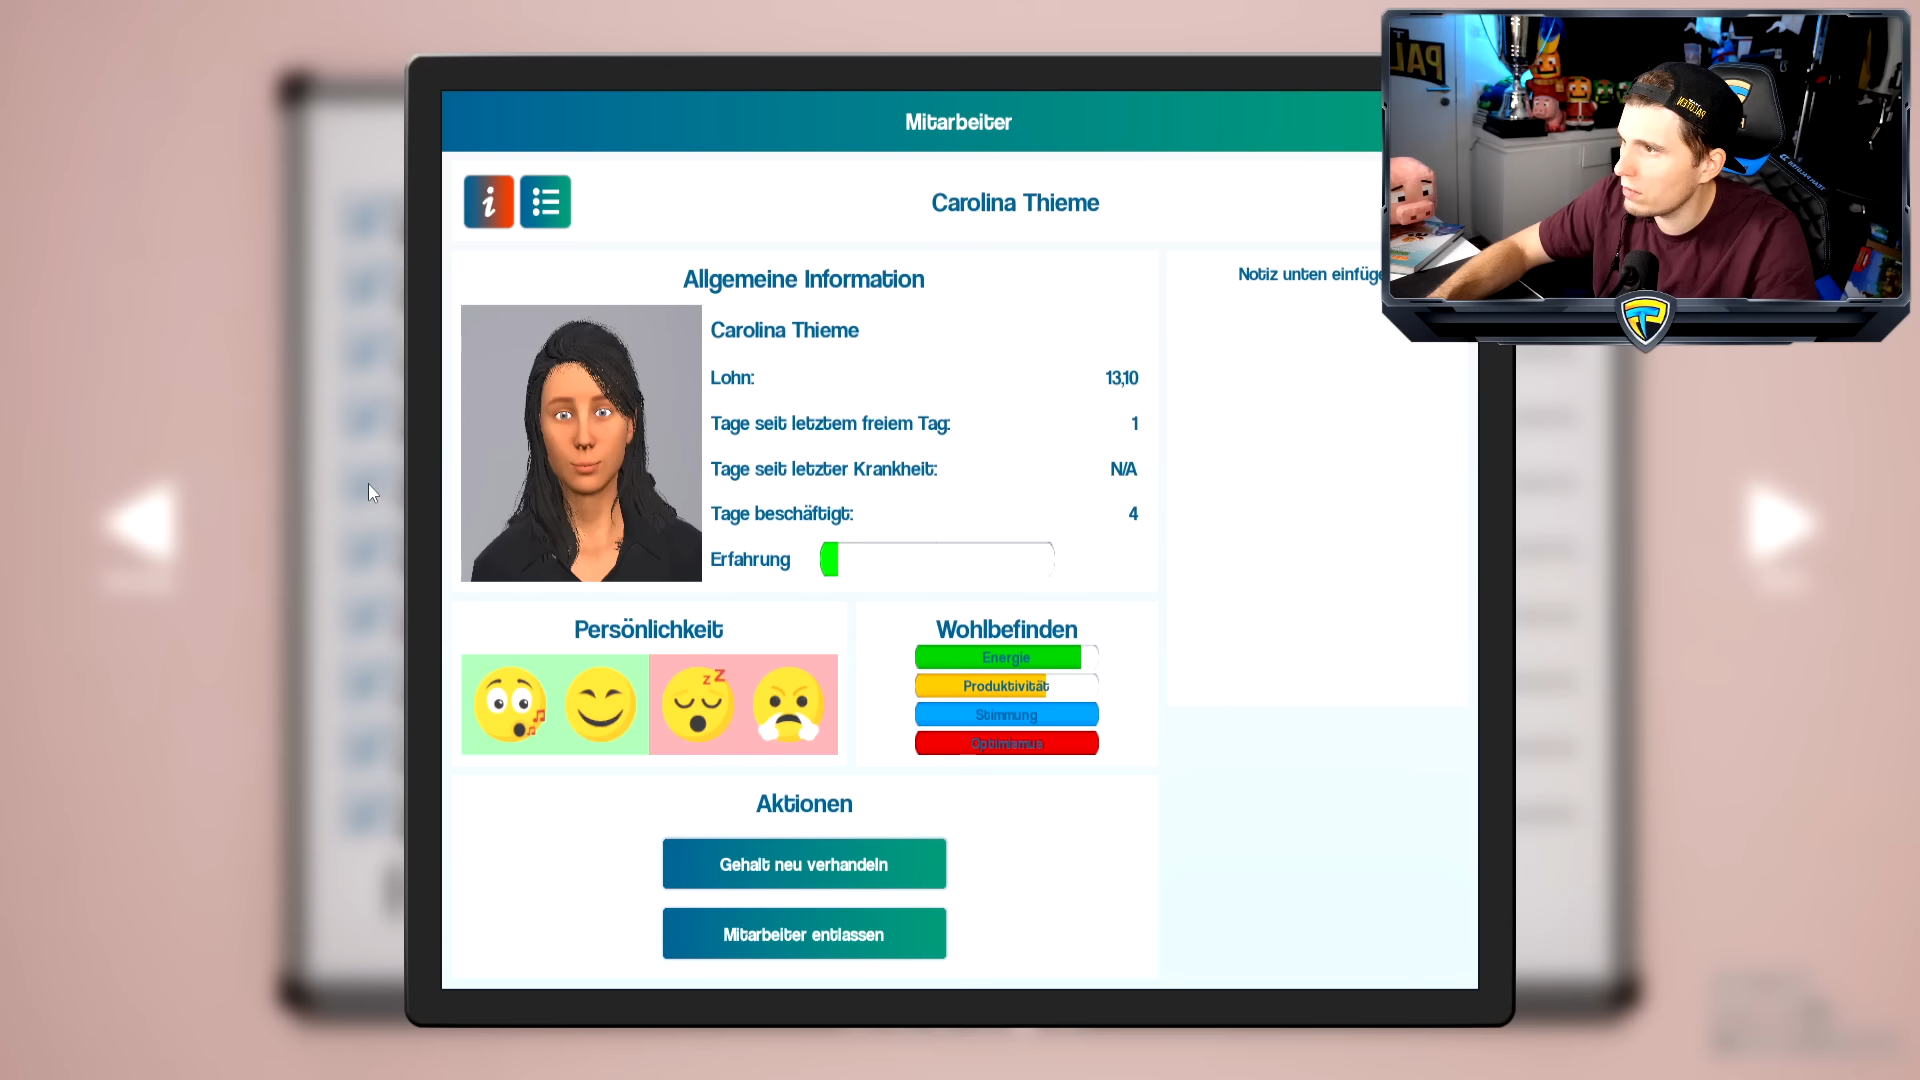 Mitarbeiter
Carolina Thieme
Allgemeine Information
Notiz unten einfüge
Carolina Thieme
Lohn: 13,10
Tage seit letztem freiem Tag: 1
Tage seit letzter Krankheit: N/A
Tage beschäftigt: 4
Erfahrung
Persönlichkeit
Wohlbefinden
Energie
Produktivität
Stimmung
Optimismus
Aktionen
Gehalt neu verhandeln
Mitarbeiter entlassen
PALUTEN